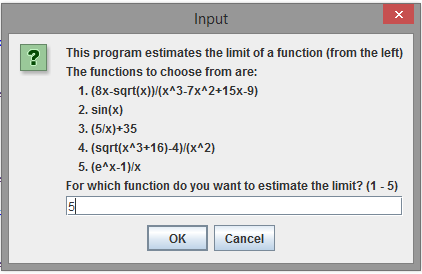 Input
This program estimates the limit of a function (from the left)
The functions to choose from are:
1. (8x-sqrt(x))/(x^3-7x^2+15x-9)
2. sin(x)
3. (5/x)+35
4. (sqrt(x^3+16)-4)/(x^2)
5. (e^x-1)/x
For which function do you want to estimate the limit? (1 - 5)
5
OK Cancel